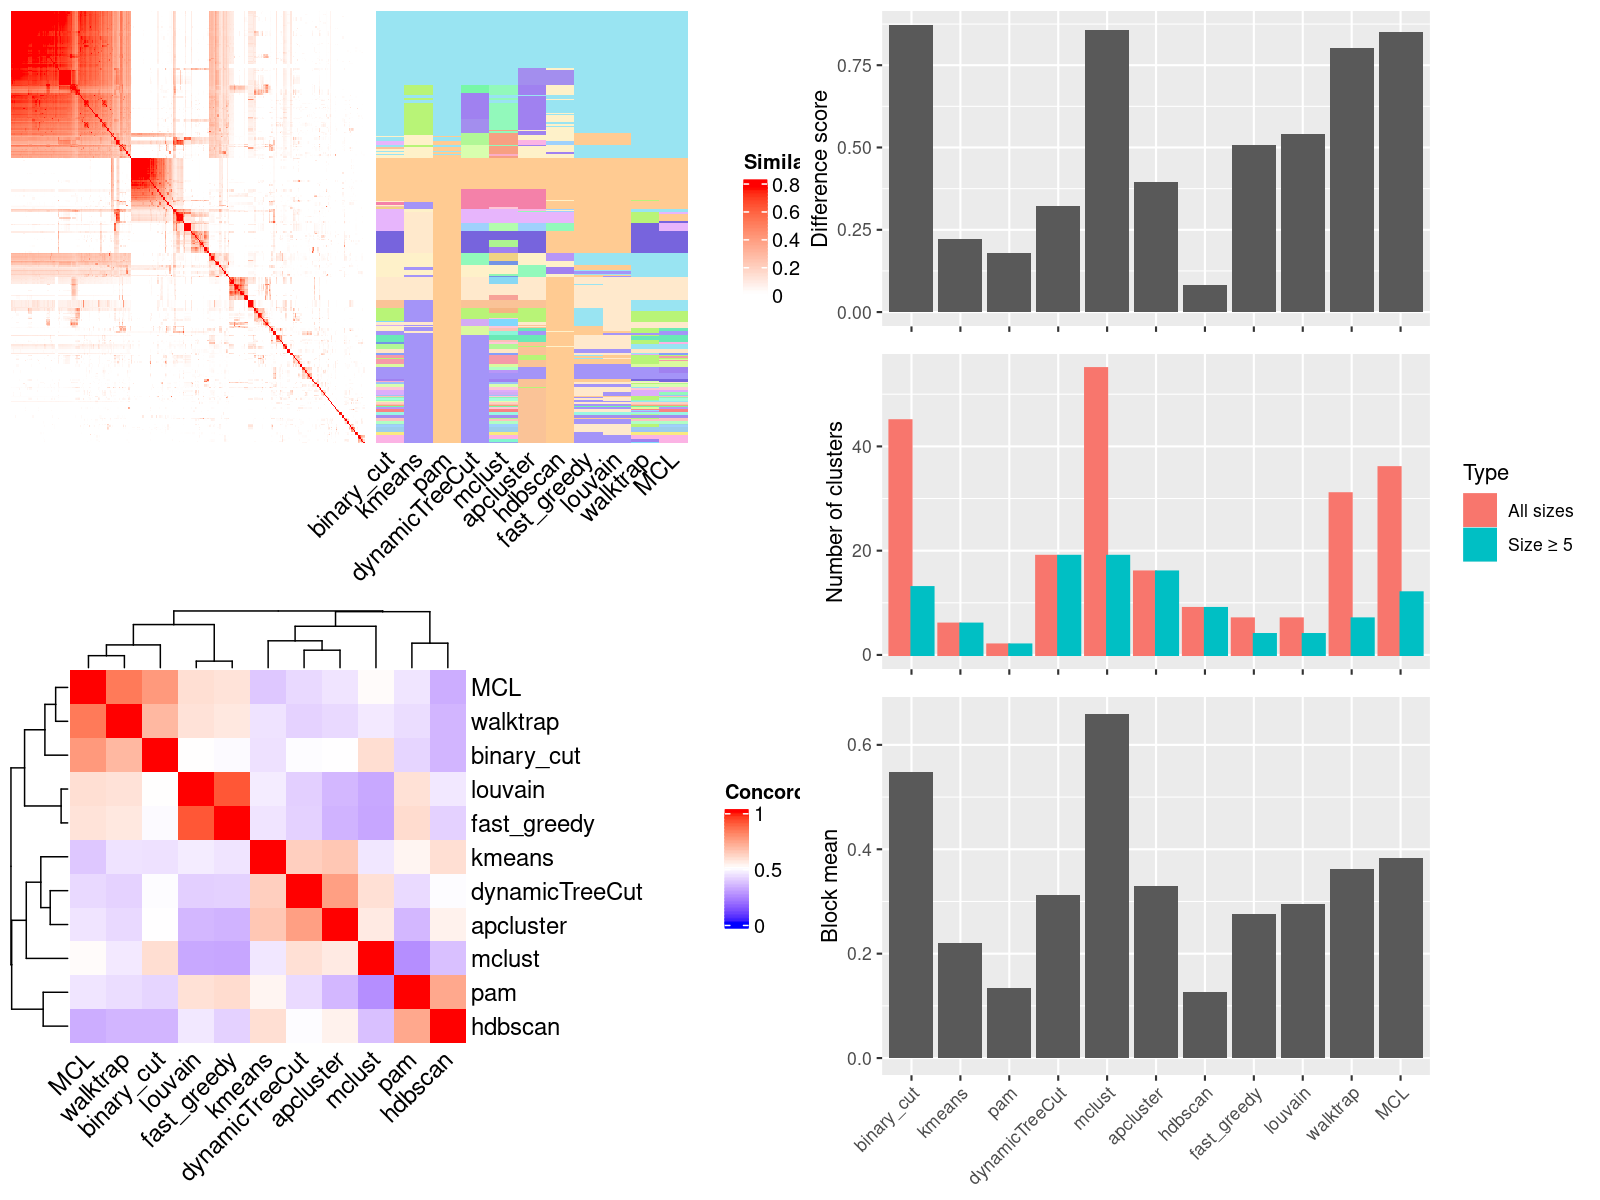 Simila
0.8
0.6
0.4
0.2
0
binary_cut
kmeans
pam
dynamicTreeCut
mclust
apcluster
hdbscan
fast_greedy
louvain
walktrap
MCL
Difference score
0.75
0.50
0.25
0.00
Number of clusters
40
20
0
Type
All sizes
Size ≥ 5
MCL
walktrap
binary_cut
louvain
fast_greedy
kmeans
dynamicTreeCut
apcluster
mclust
pam
hdbscan
MCL
walktrap
binary_cut
louvain
fast_greedy
kmeans
dynamicTreeCut
apcluster
mclust
pam
hdbscan
Concord
1
0.5
0
Block mean
0.6
0.4
0.2
0.0
binary_cut
kmeans
pam
dynamicTreeCut
mclust
apcluster
hdbscan
fast_greedy
louvain
walktrap
MCL